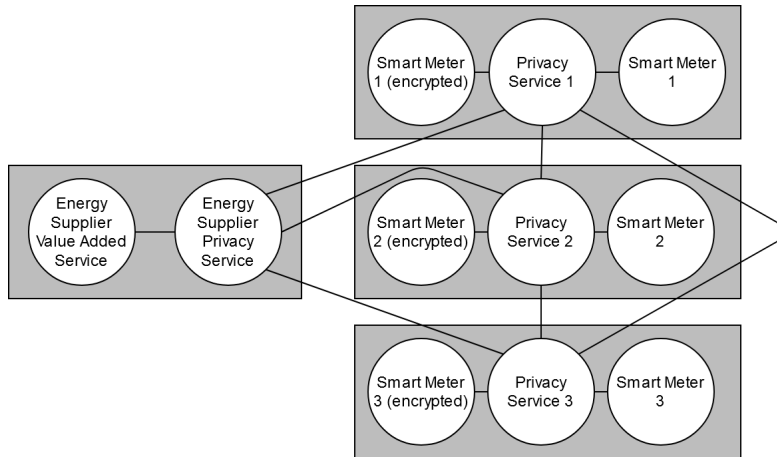 Smart Meter
1 (encrypted)
Privacy
Service 1
Smart Meter
1
Energy
Supplier
Value Added
Service
Energy
Supplier
Privacy
Service
Smart Meter
2 (encrypted)
Privacy
Service 2
Smart Meter
2
Smart Meter
3 (encrypted)
Privacy
Service 3
Smart Meter
3